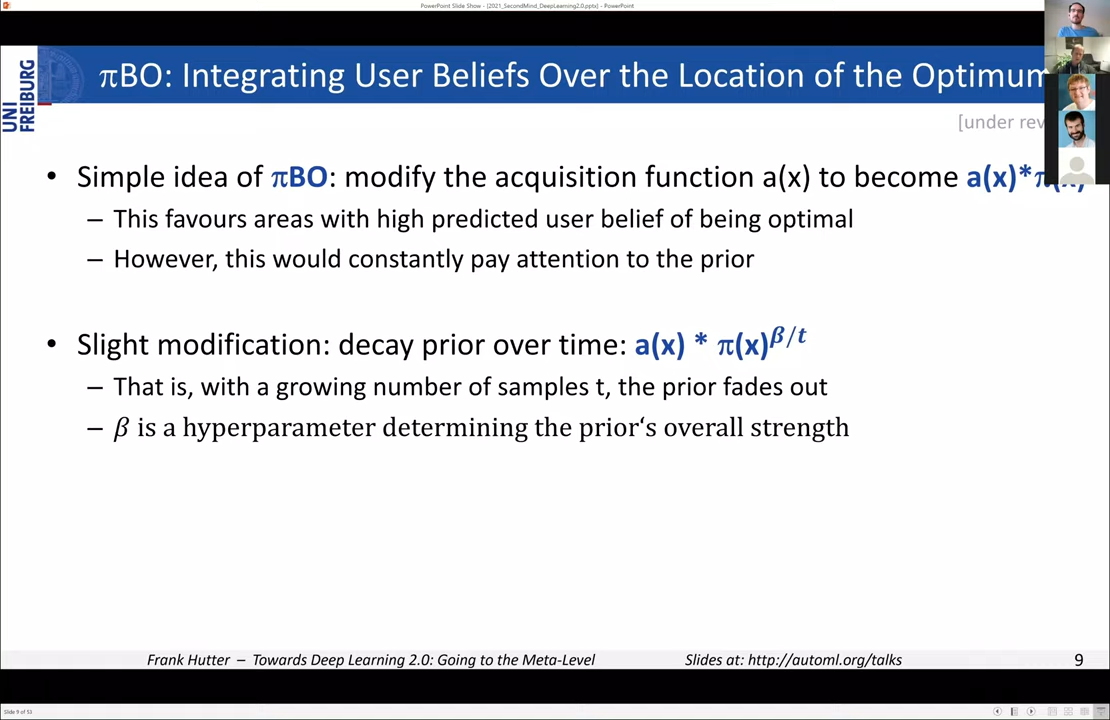 PowerPoint Slide Show - [2021_SecondMind_DeepLearning2.0.pptx] - PowerPoint
UNI
FREIBURG
πBO: Integrating User Beliefs Over the Location of the Optimum
[under rev
• Simple idea of πBO: modify the acquisition function a(x) to become a(x)*π(x)
– This favours areas with high predicted user belief of being optimal
– However, this would constantly pay attention to the prior
• Slight modification: decay prior over time: a(x) * π(x)^β/t
– That is, with a growing number of samples t, the prior fades out
– β is a hyperparameter determining the prior‘s overall strength
Frank Hutter – Towards Deep Learning 2.0: Going to the Meta-Level
Slides at: http://automl.org/talks
9
Slide 9 of 53